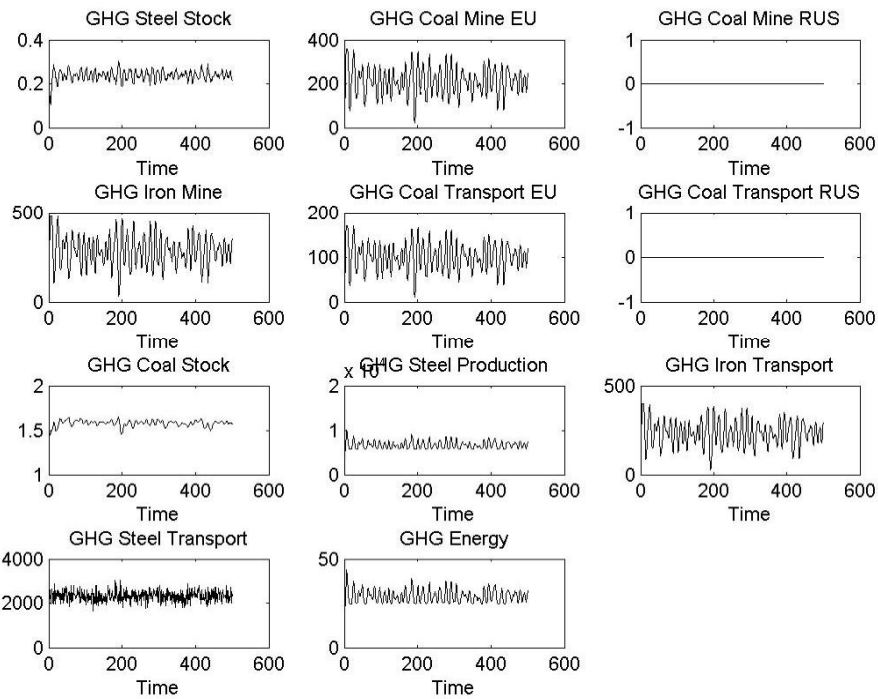 GHG Steel Stock
0.4
0.2
0
0 200 400 600
Time
GHG Coal Mine EU
400
200
0
0 200 400 600
Time
GHG Coal Mine RUS
1
0
-1
0 200 400 600
Time
GHG Iron Mine
500
0
0 200 400 600
Time
GHG Coal Transport EU
200
100
0
0 200 400 600
Time
GHG Coal Transport RUS
1
0
-1
0 200 400 600
Time
GHG Coal Stock
2
1.5
1
0 200 400 600
Time
GHG Steel Production
x 10
2
1
0
0 200 400 600
Time
GHG Iron Transport
500
0
0 200 400 600
Time
GHG Steel Transport
4000
2000
0
0 200 400 600
Time
GHG Energy
50
0
0 200 400 600
Time